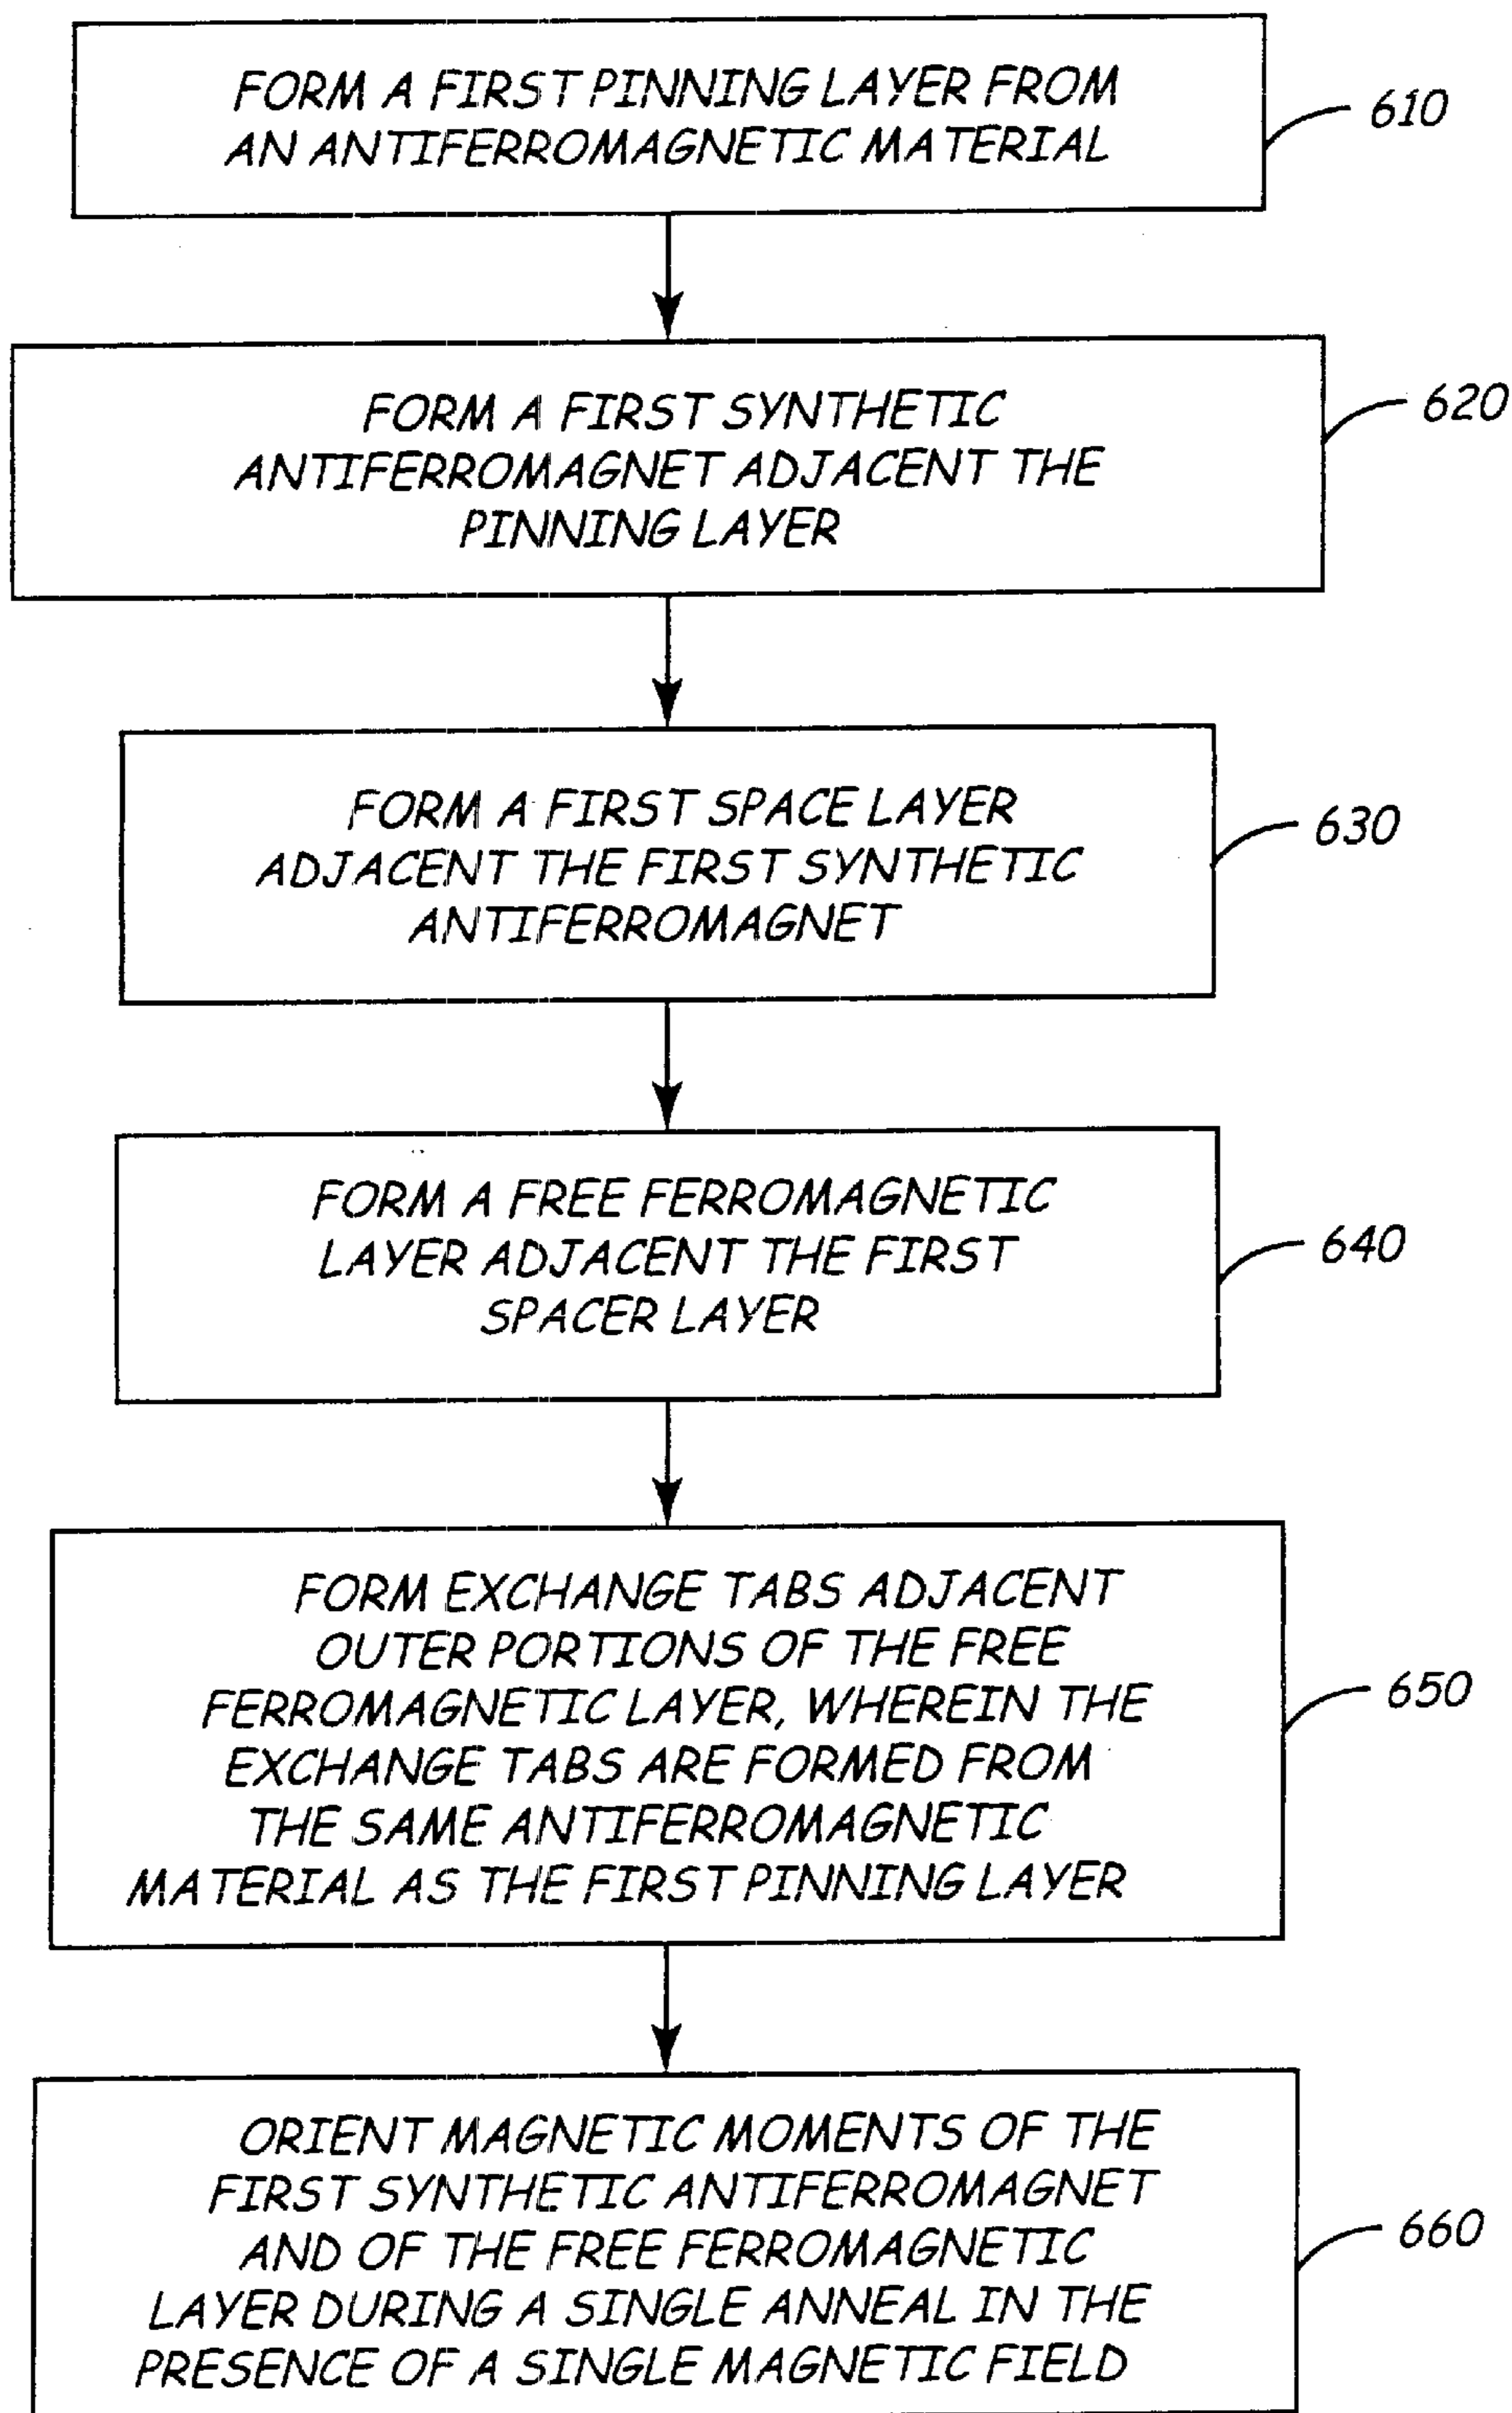 FORM A FIRST PINNING LAYER FROM
AN ANTIFERROMAGNETIC MATERIAL
610
FORM A FIRST SYNTHETIC
ANTIFERROMAGNET ADJACENT THE
PINNING LAYER
620
FORM A FIRST SPACE LAYER
ADJACENT THE FIRST SYNTHETIC
ANTIFERROMAGNET
630
FORM A FREE FERROMAGNETIC
LAYER ADJACENT THE FIRST
SPACER LAYER
640
FORM EXCHANGE TABS ADJACENT
OUTER PORTIONS OF THE FREE
FERROMAGNETIC LAYER, WHEREIN THE
EXCHANGE TABS ARE FORMED FROM
THE SAME ANTIFERROMAGNETIC
MATERIAL AS THE FIRST PINNING LAYER
650
ORIENT MAGNETIC MOMENTS OF THE
FIRST SYNTHETIC ANTIFERROMAGNET
AND OF THE FREE FERROMAGNETIC
LAYER DURING A SINGLE ANNEAL IN THE
PRESENCE OF A SINGLE MAGNETIC FIELD
660